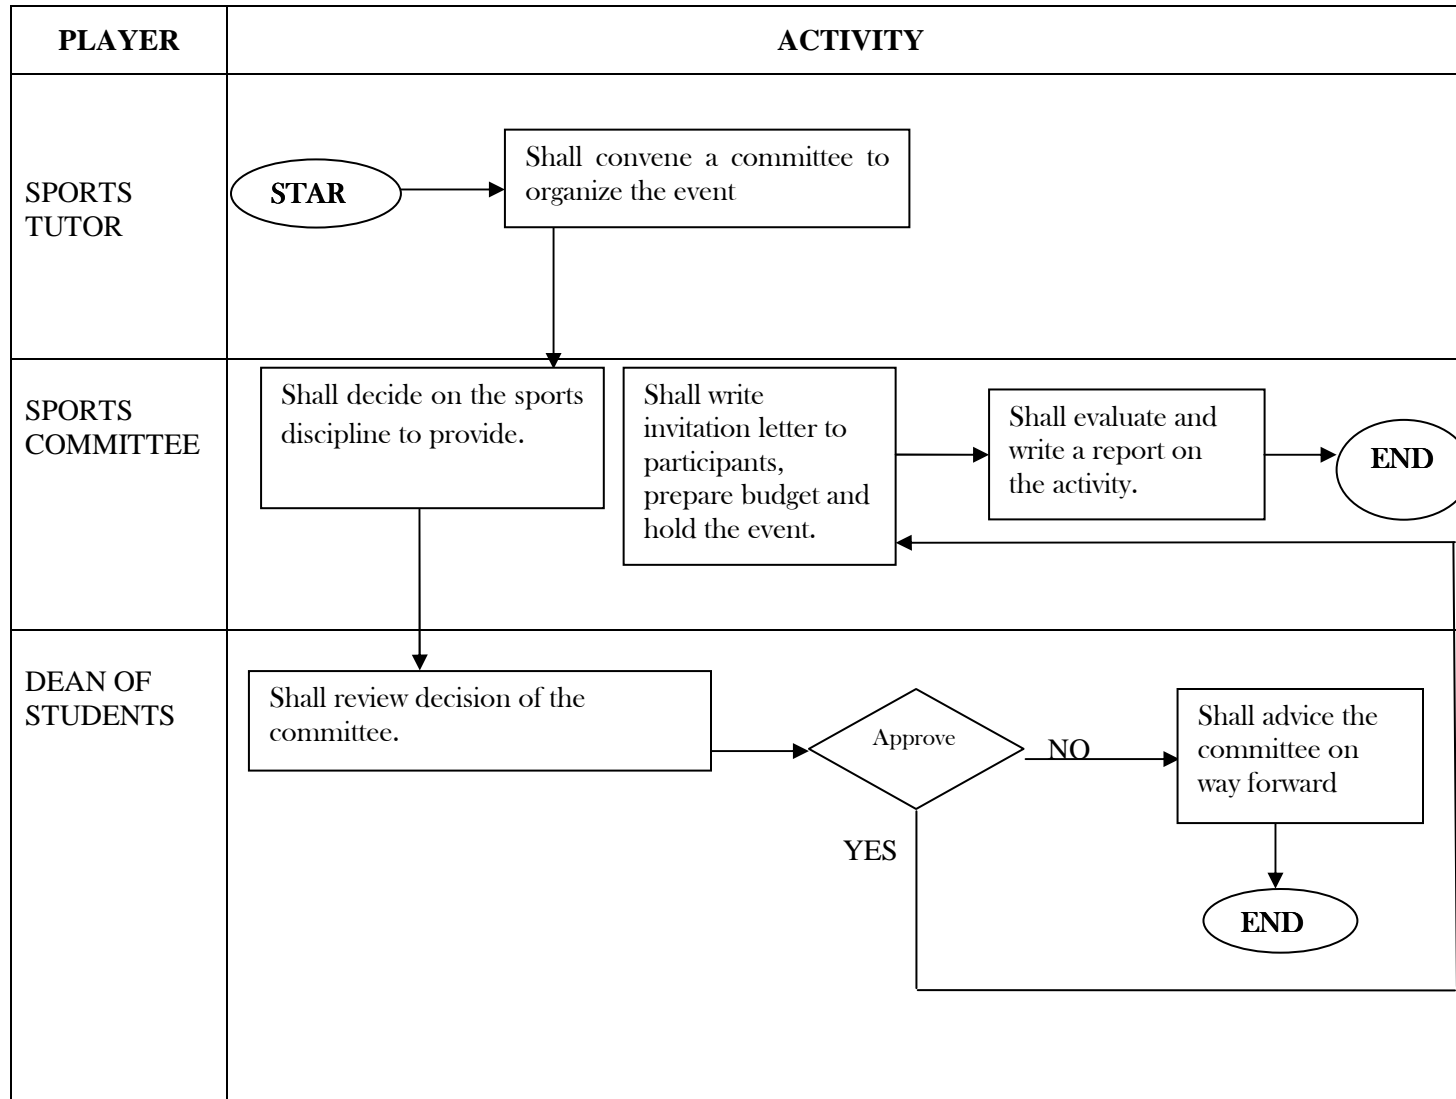 PLAYER
ACTIVITY
SPORTS
TUTOR
STAR
Shall convene a committee to
organize the event
SPORTS
COMMITTEE
Shall decide on the sports
discipline to provide.
Shall write
invitation letter to
participants,
prepare budget and
hold the event.
Shall evaluate and
write a report on
the activity.
END
DEAN OF
STUDENTS
Shall review decision of the
committee.
Approve
NO
YES
Shall advice the
committee on
way forward
END